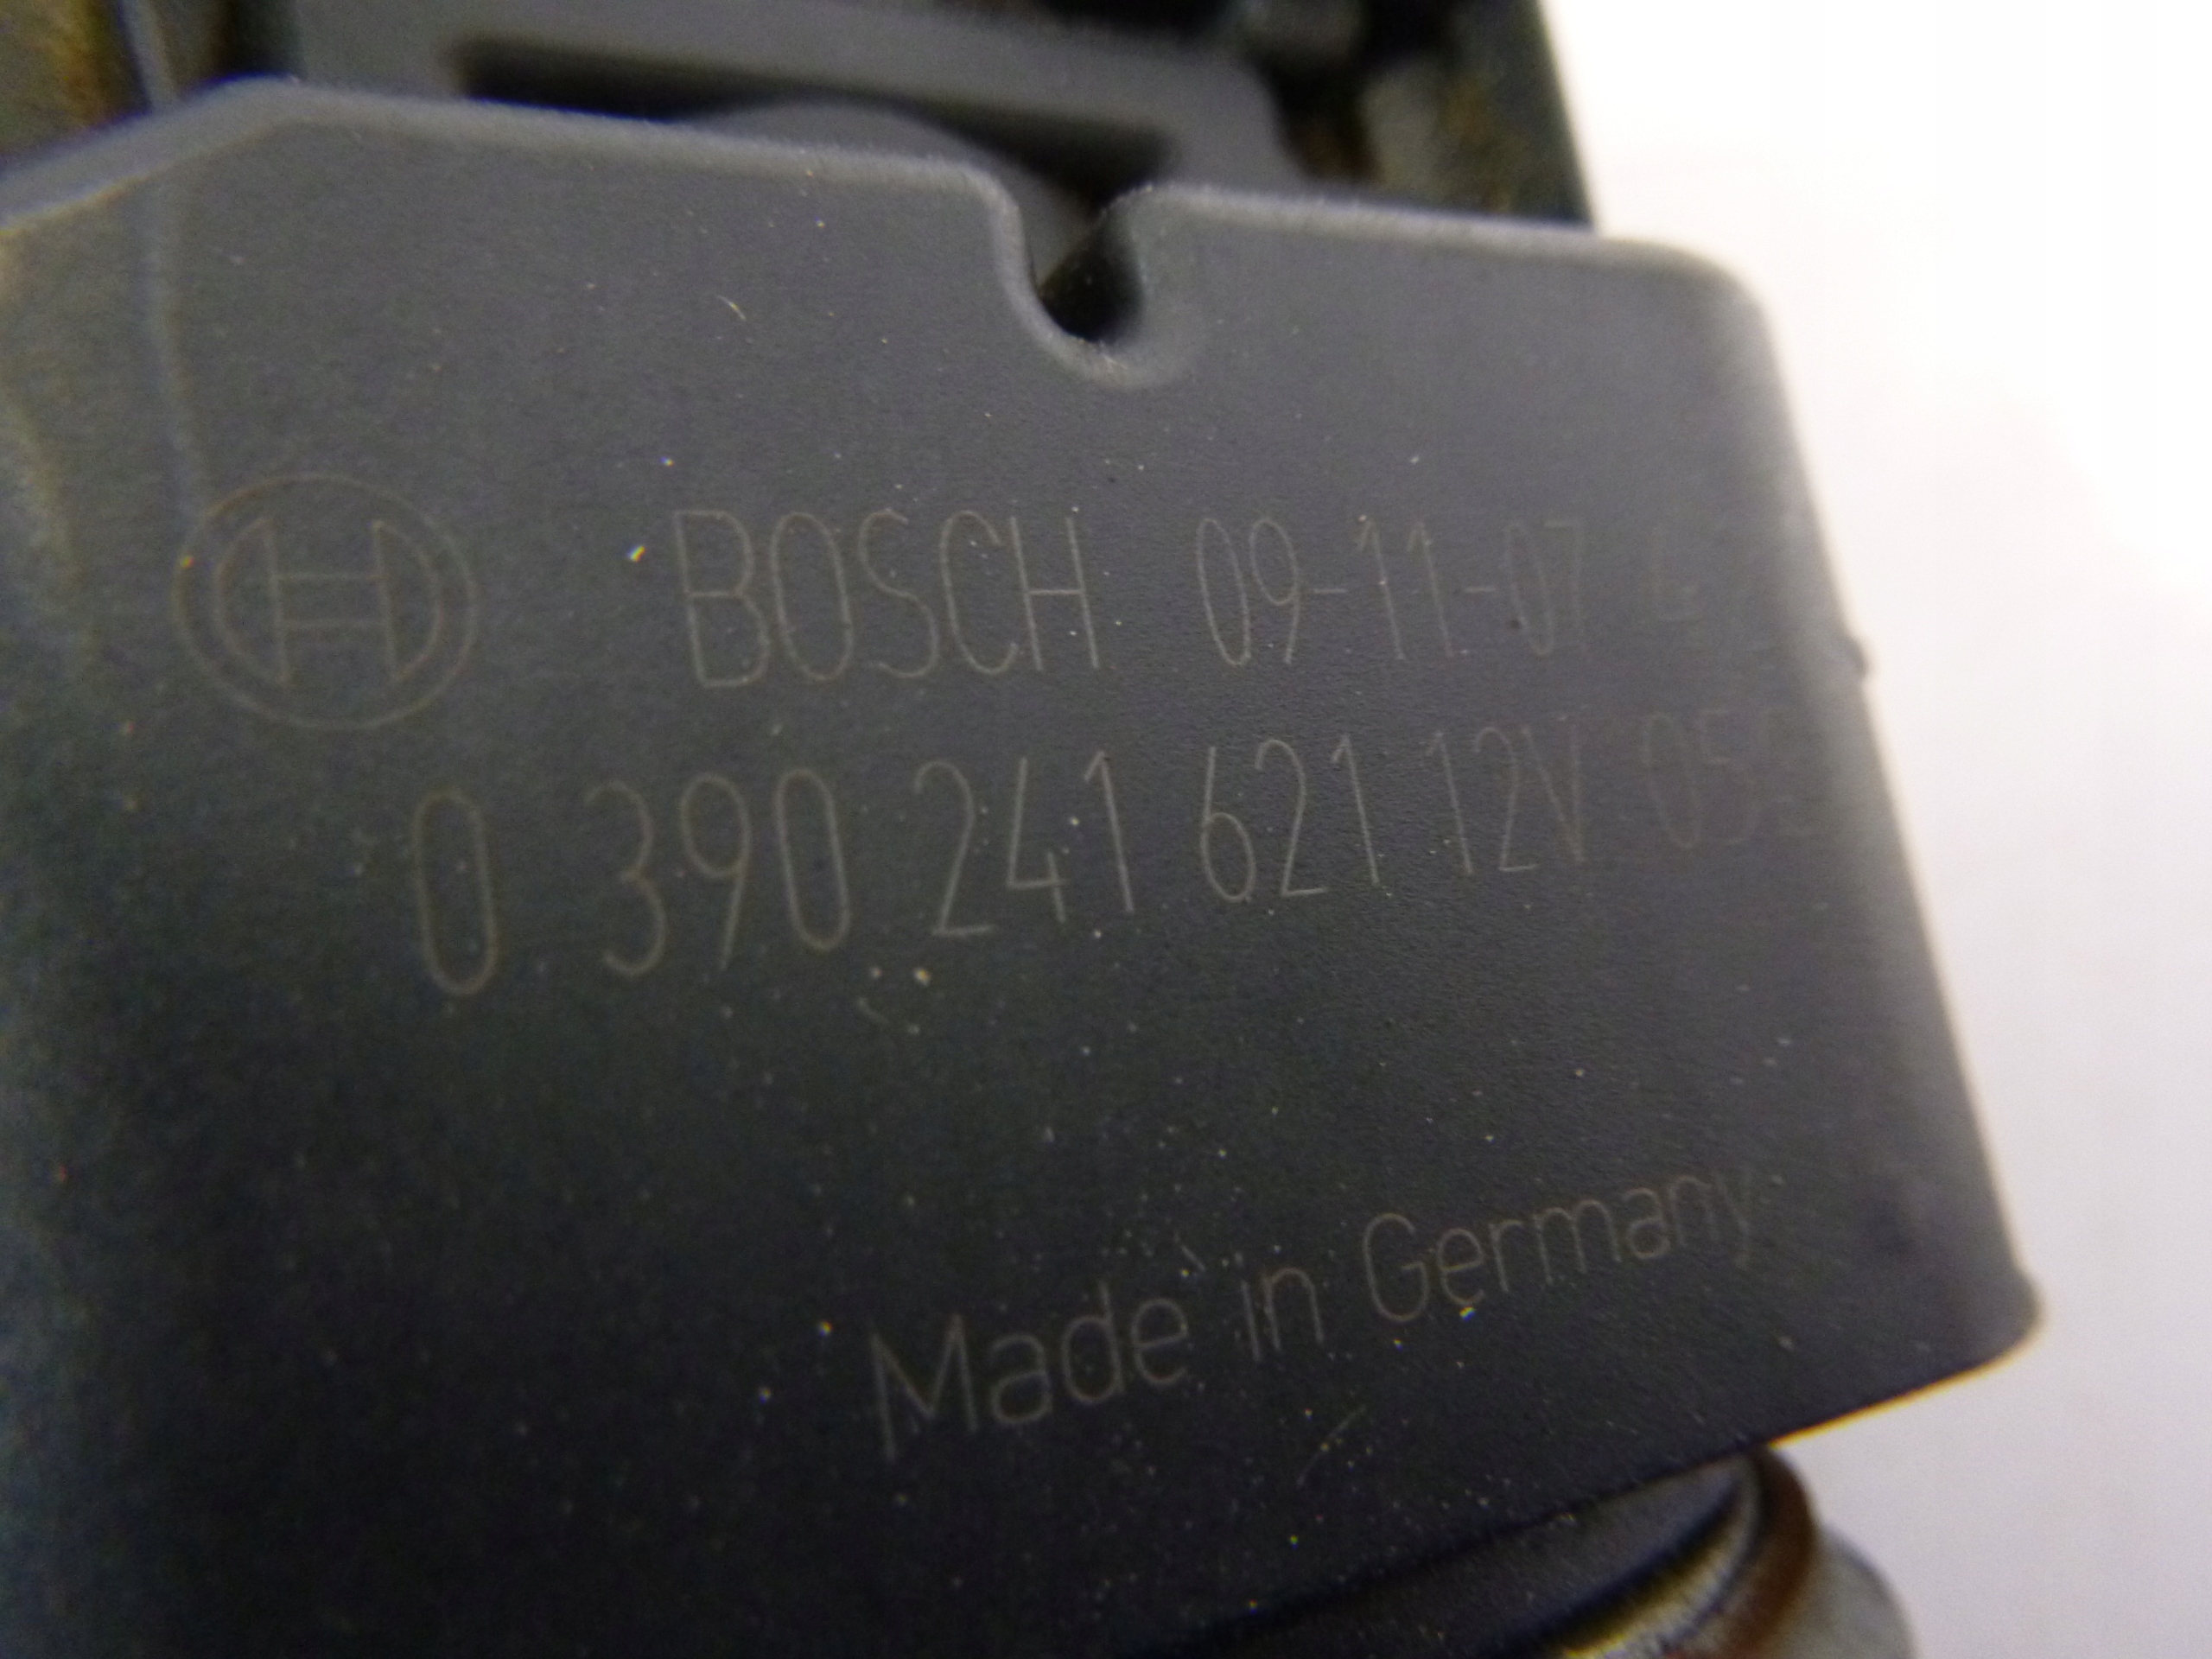 BOSCH 09-11-07
0 390 241 621 12V
Made in Germany